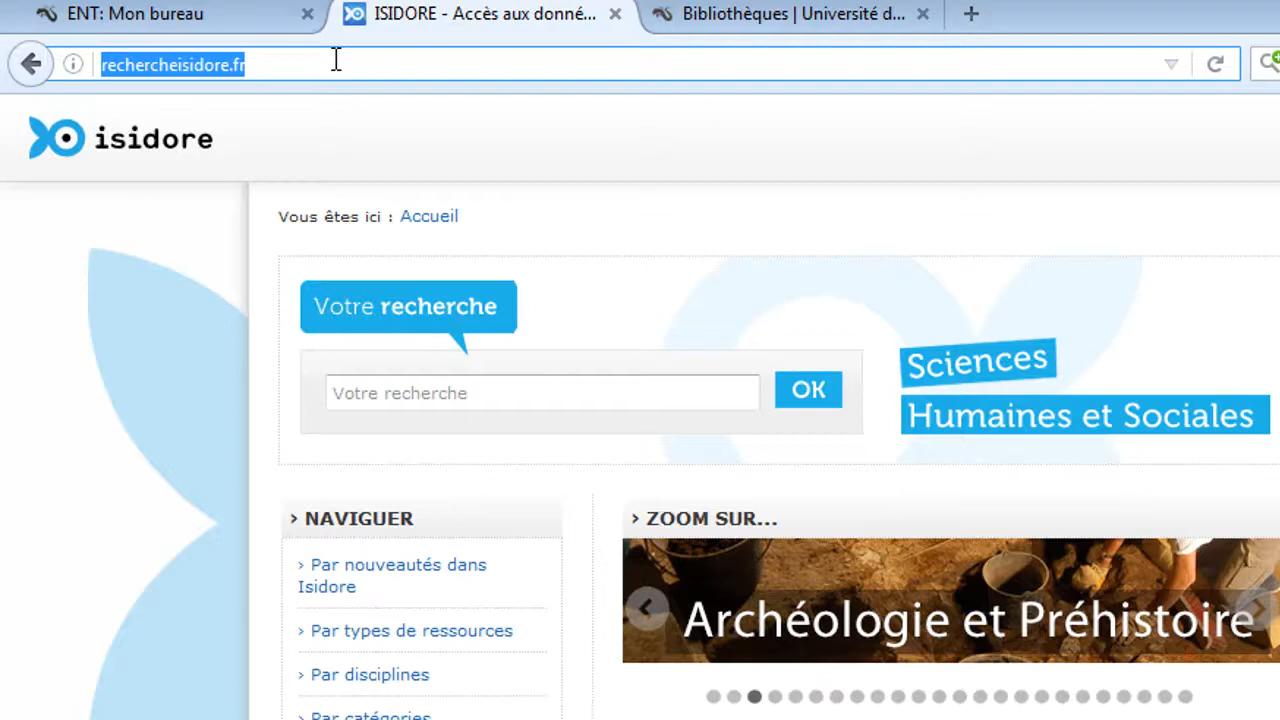 ENT: Mon bureau
ISIDORE - Accès aux donné...
Bibliothèques | Université d...
rechercheisidore.fr
isidore
Vous êtes ici : Accueil
Votre recherche
Votre recherche
OK
Sciences
Humaines et Sociales
› NAVIGUER
› Par nouveautés dans
Isidore
› Par types de ressources
› Par disciplines
› Par catégories
› ZOOM SUR...
Archéologie et Préhistoire